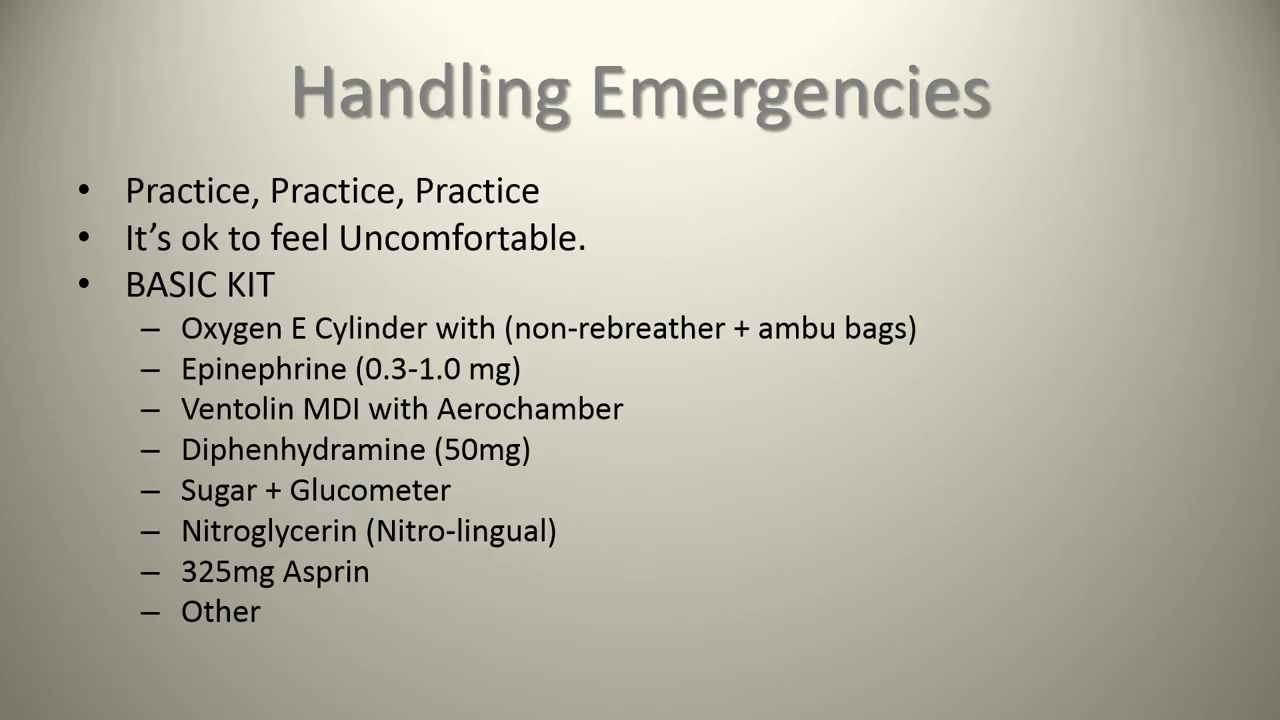 Handling Emergencies
• Practice, Practice, Practice
• It’s ok to feel Uncomfortable.
• BASIC KIT
– Oxygen E Cylinder with (non-rebreather + ambu bags)
– Epinephrine (0.3-1.0 mg)
– Ventolin MDI with Aerochamber
– Diphenhydramine (50mg)
– Sugar + Glucometer
– Nitroglycerin (Nitro-lingual)
– 325mg Asprin
– Other